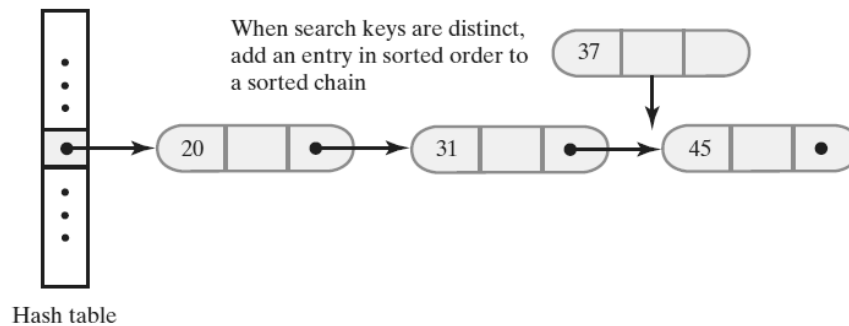 When search keys are distinct,
add an entry in sorted order to
a sorted chain
37
20
31
45
Hash table